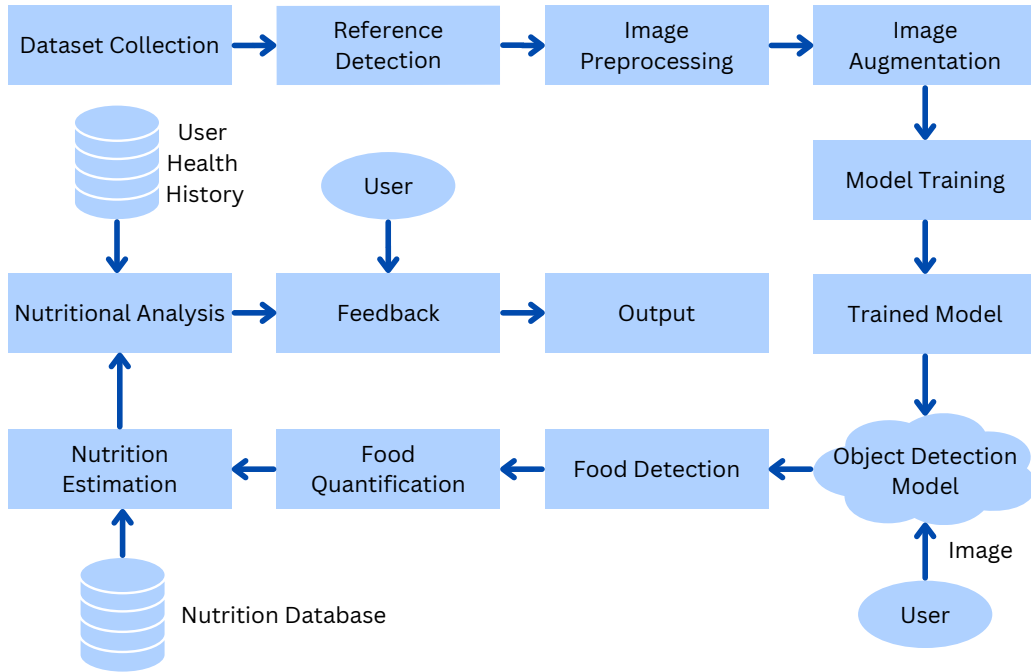 Dataset Collection
Reference
Detection
Image
Preprocessing
Image
Augmentation
User
Health
History
User
Model Training
Nutritional Analysis
Feedback
Output
Trained Model
Nutrition
Estimation
Food
Quantification
Food Detection
Object Detection
Model
Image
Nutrition Database
User